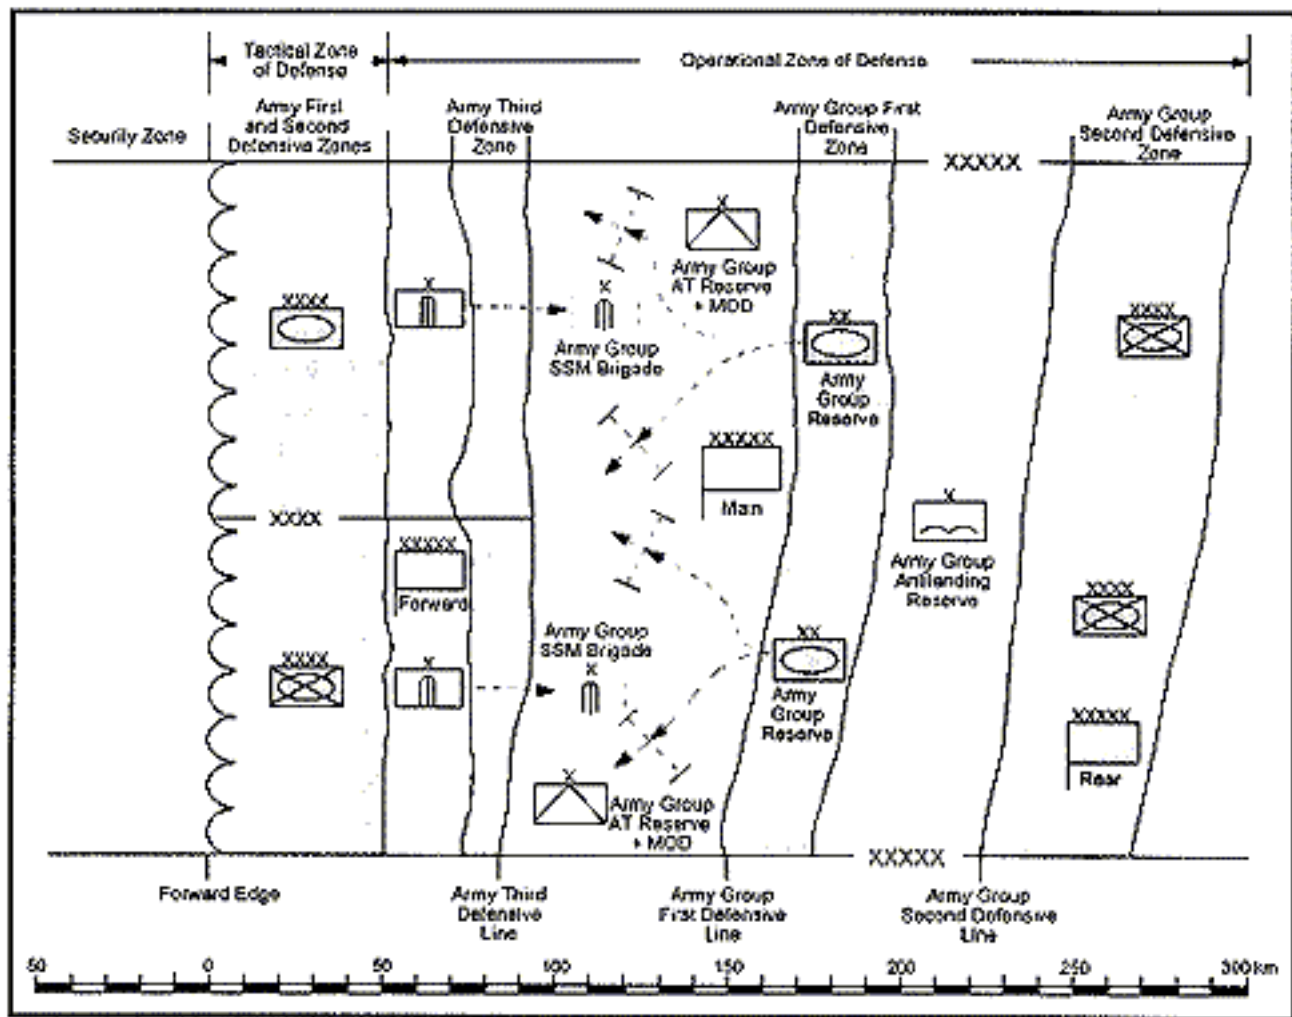 Tactical Zone
of Defense
Operational Zone of Defense
Security Zone
Army First
and Second
Defensive Zones
Army Third
Defensive
Zone
Army Group First
Defensive
Zone
Army Group
Second Defensive
Zone
XXXXX
X
Army Group
AT Reserve
+ MOD
XXXX
X
X
Army Group
SSM Brigade
XX
Army
Group
Reserve
XXXX
XXXXX
Main
XXXX
X
Army Group
Antilanding
Reserve
XXXXX
Forward
XXXX
Army Group
SSM Brigade
X
XXXX
X
XX
Army
Group
Reserve
XXXXX
Rear
X
Army Group
AT Reserve
+ MOD
XXXXX
Forward Edge
Army Third
Defensive
Line
Army Group
First Defensive
Line
Army Group
Second Defensive
Line
50 0 50 100 150 200 250 300 km